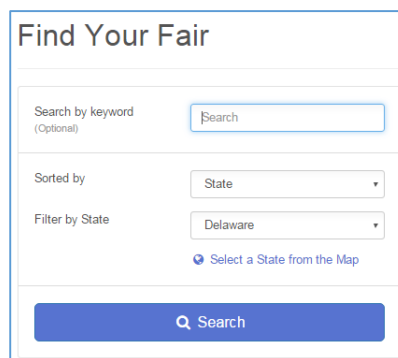 Find Your Fair
Search by keyword
(Optional)
Search
Sorted by
State
Filter by State
Delaware
Select a State from the Map
Search